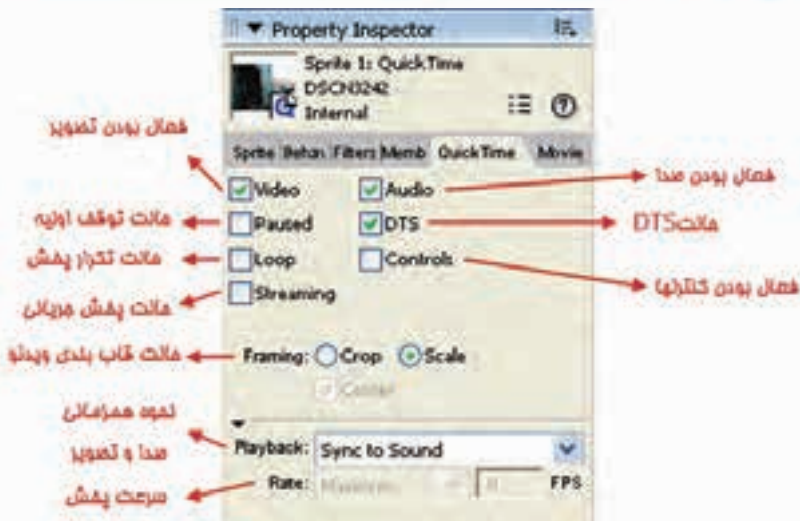 Property Inspector
Sprite 1: QuickTime
DSCN3242
Internal
Sprite Behav Filters Memb QuickTime Movie
فعال بودن تصویر
Video
Audio
فعال بودن صدا
حالت توقف اولیه
Paused
DTS
حالت DTS
حالت تکرار پخش
Loop
Controls
فعال بودن کنترلها
حالت پخش جریانی
Streaming
حالت قاب بندی ویدئو
Framing: Crop Scale
Center
نحوه همزمانی
صدا و تصویر
Playback: Sync to Sound
سرعت پخش
Rate: FPS